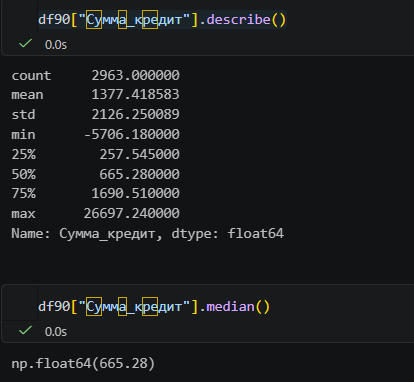 df90["Сумма_кредит"].describe()
0.0s
count 2963.000000
mean 1377.418583
std 2126.250089
min -5706.180000
25% 257.545000
50% 665.280000
75% 1690.510000
max 26697.240000
Name: Сумма_кредит, dtype: float64
df90["Сумма_кредит"].median()
0.0s
np.float64(665.28)